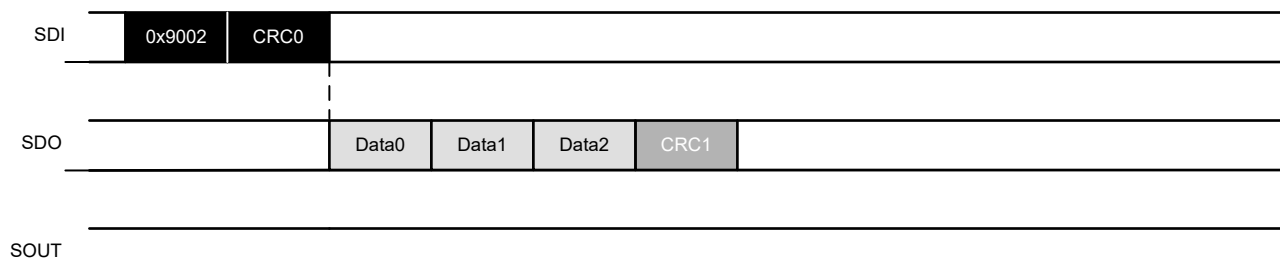 SDI 0x9002 CRC0
SDO Data0 Data1 Data2 CRC1
SOUT